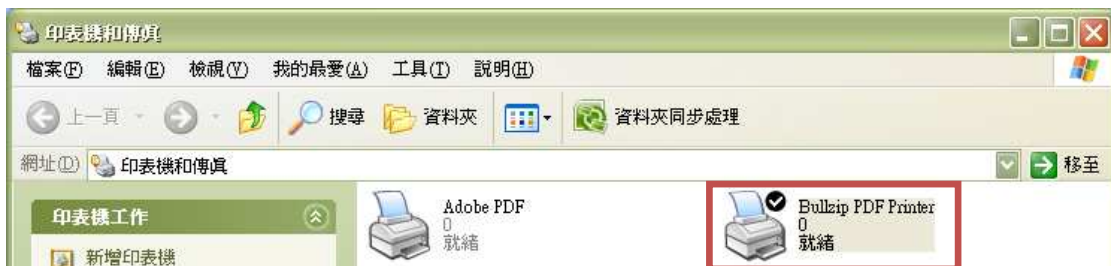 印表機和傳真
檔案(F) 編輯(E) 檢視(V) 我的最愛(A) 工具(T) 說明(H)
上一頁 搜尋 資料夾 資料夾同步處理
網址(D) 印表機和傳真 移至
印表機工作
新增印表機
Adobe PDF
0
就緒
Bullzip PDF Printer
0
就緒